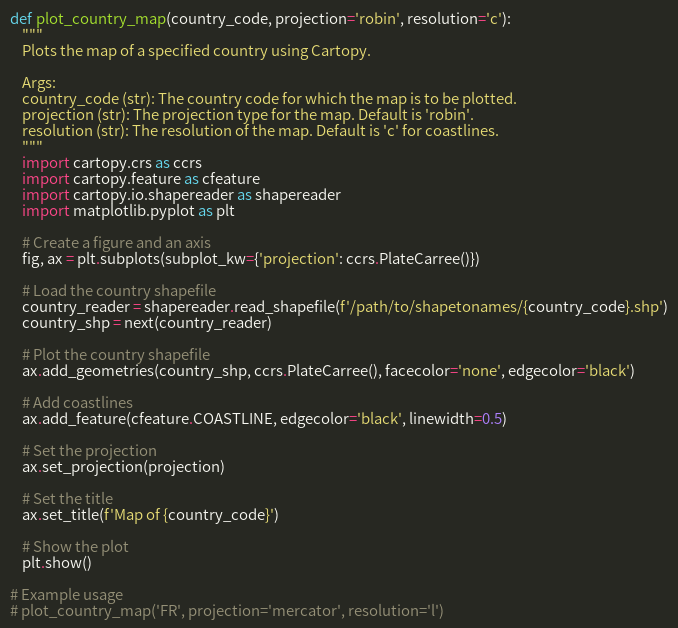 def plot_country_map(country_code, projection='robin', resolution='c'):
    """
    Plots the map of a specified country using Cartopy.

    Args:
    country_code (str): The country code for which the map is to be plotted.
    projection (str): The projection type for the map. Default is 'robin'.
    resolution (str): The resolution of the map. Default is 'c' for coastlines.
    """
    import cartopy.crs as ccrs
    import cartopy.feature as cfeature
    import cartopy.io.shapereader as shapereader
    import matplotlib.pyplot as plt

    # Create a figure and an axis
    fig, ax = plt.subplots(subplot_kw={'projection': ccrs.PlateCarree()})

    # Load the country shapefile
    country_reader = shapereader.read_shapefile(f'/path/to/shapetonames/{country_code}.shp')
    country_shp = next(country_reader)

    # Plot the country shapefile
    ax.add_geometries(country_shp, ccrs.PlateCarree(), facecolor='none', edgecolor='black')

    # Add coastlines
    ax.add_feature(cfeature.COASTLINE, edgecolor='black', linewidth=0.5)

    # Set the projection
    ax.set_projection(projection)

    # Set the title
    ax.set_title(f'Map of {country_code}')

    # Show the plot
    plt.show()

# Example usage
# plot_country_map('FR', projection='mercator', resolution='l')